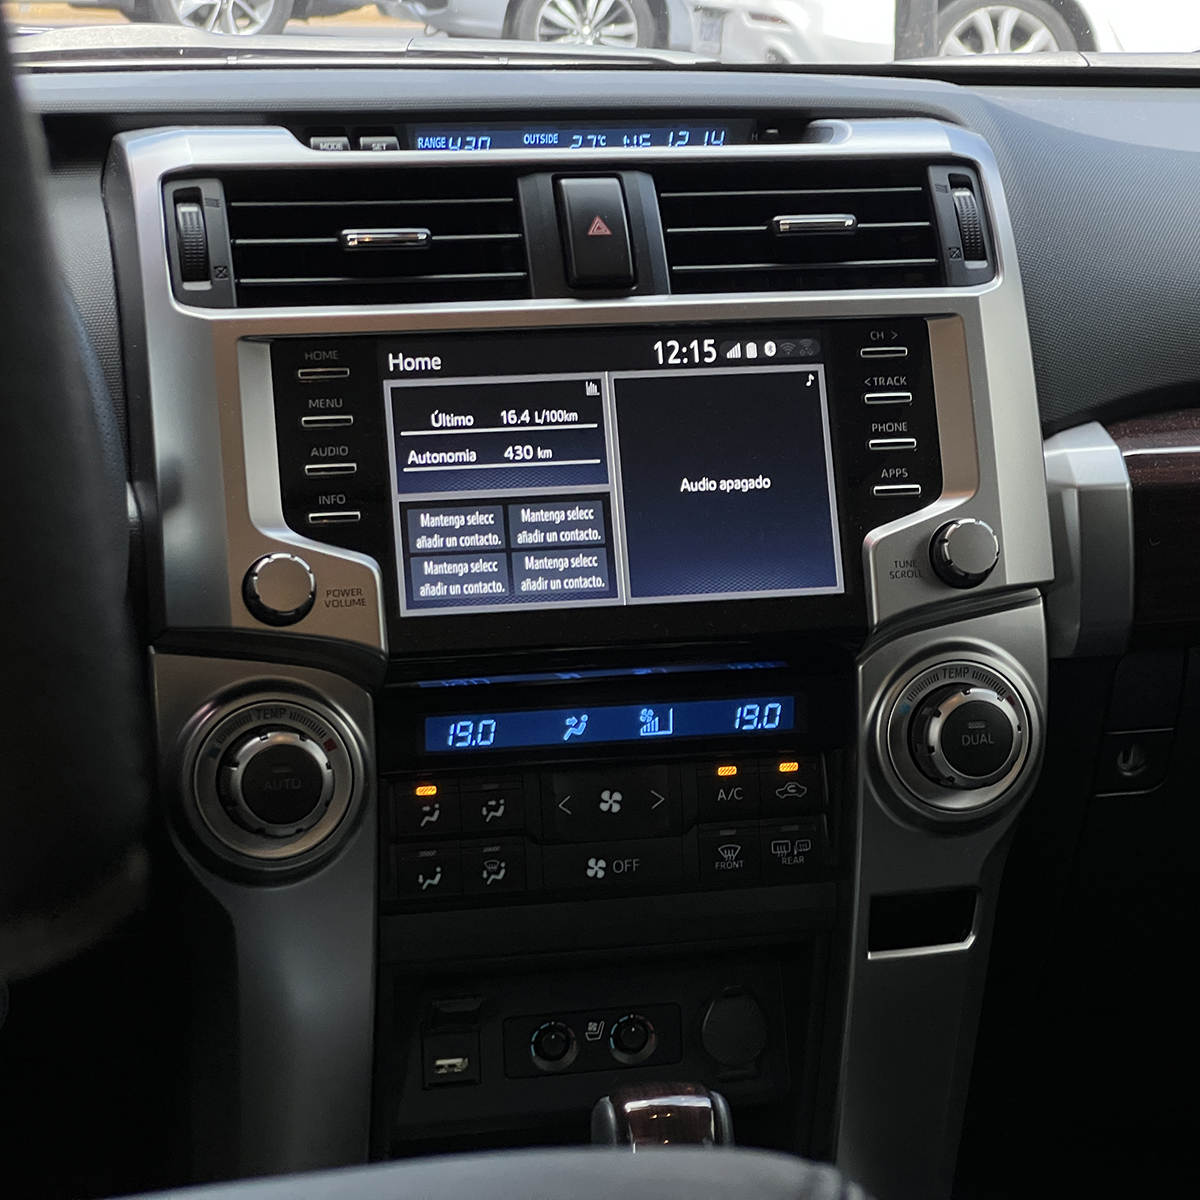 MODE SET RANGE 430 OUTSIDE 27°C NE 12 14
HOME
MENU
AUDIO
INFO
POWER
VOLUME
Home 12:15
Último 16.4 L/100km
Autonomia 430 km
Mantenga selecc
añadir un contacto.
Mantenga selecc
añadir un contacto.
Mantenga selecc
añadir un contacto.
Mantenga selecc
añadir un contacto.
Audio apagado
CH >
< TRACK
PHONE
APPS
TUNE
SCROLL
TEMP
AUTO
19.0 19.0
TEMP
DUAL
< >
A/C
OFF
FRONT
REAR